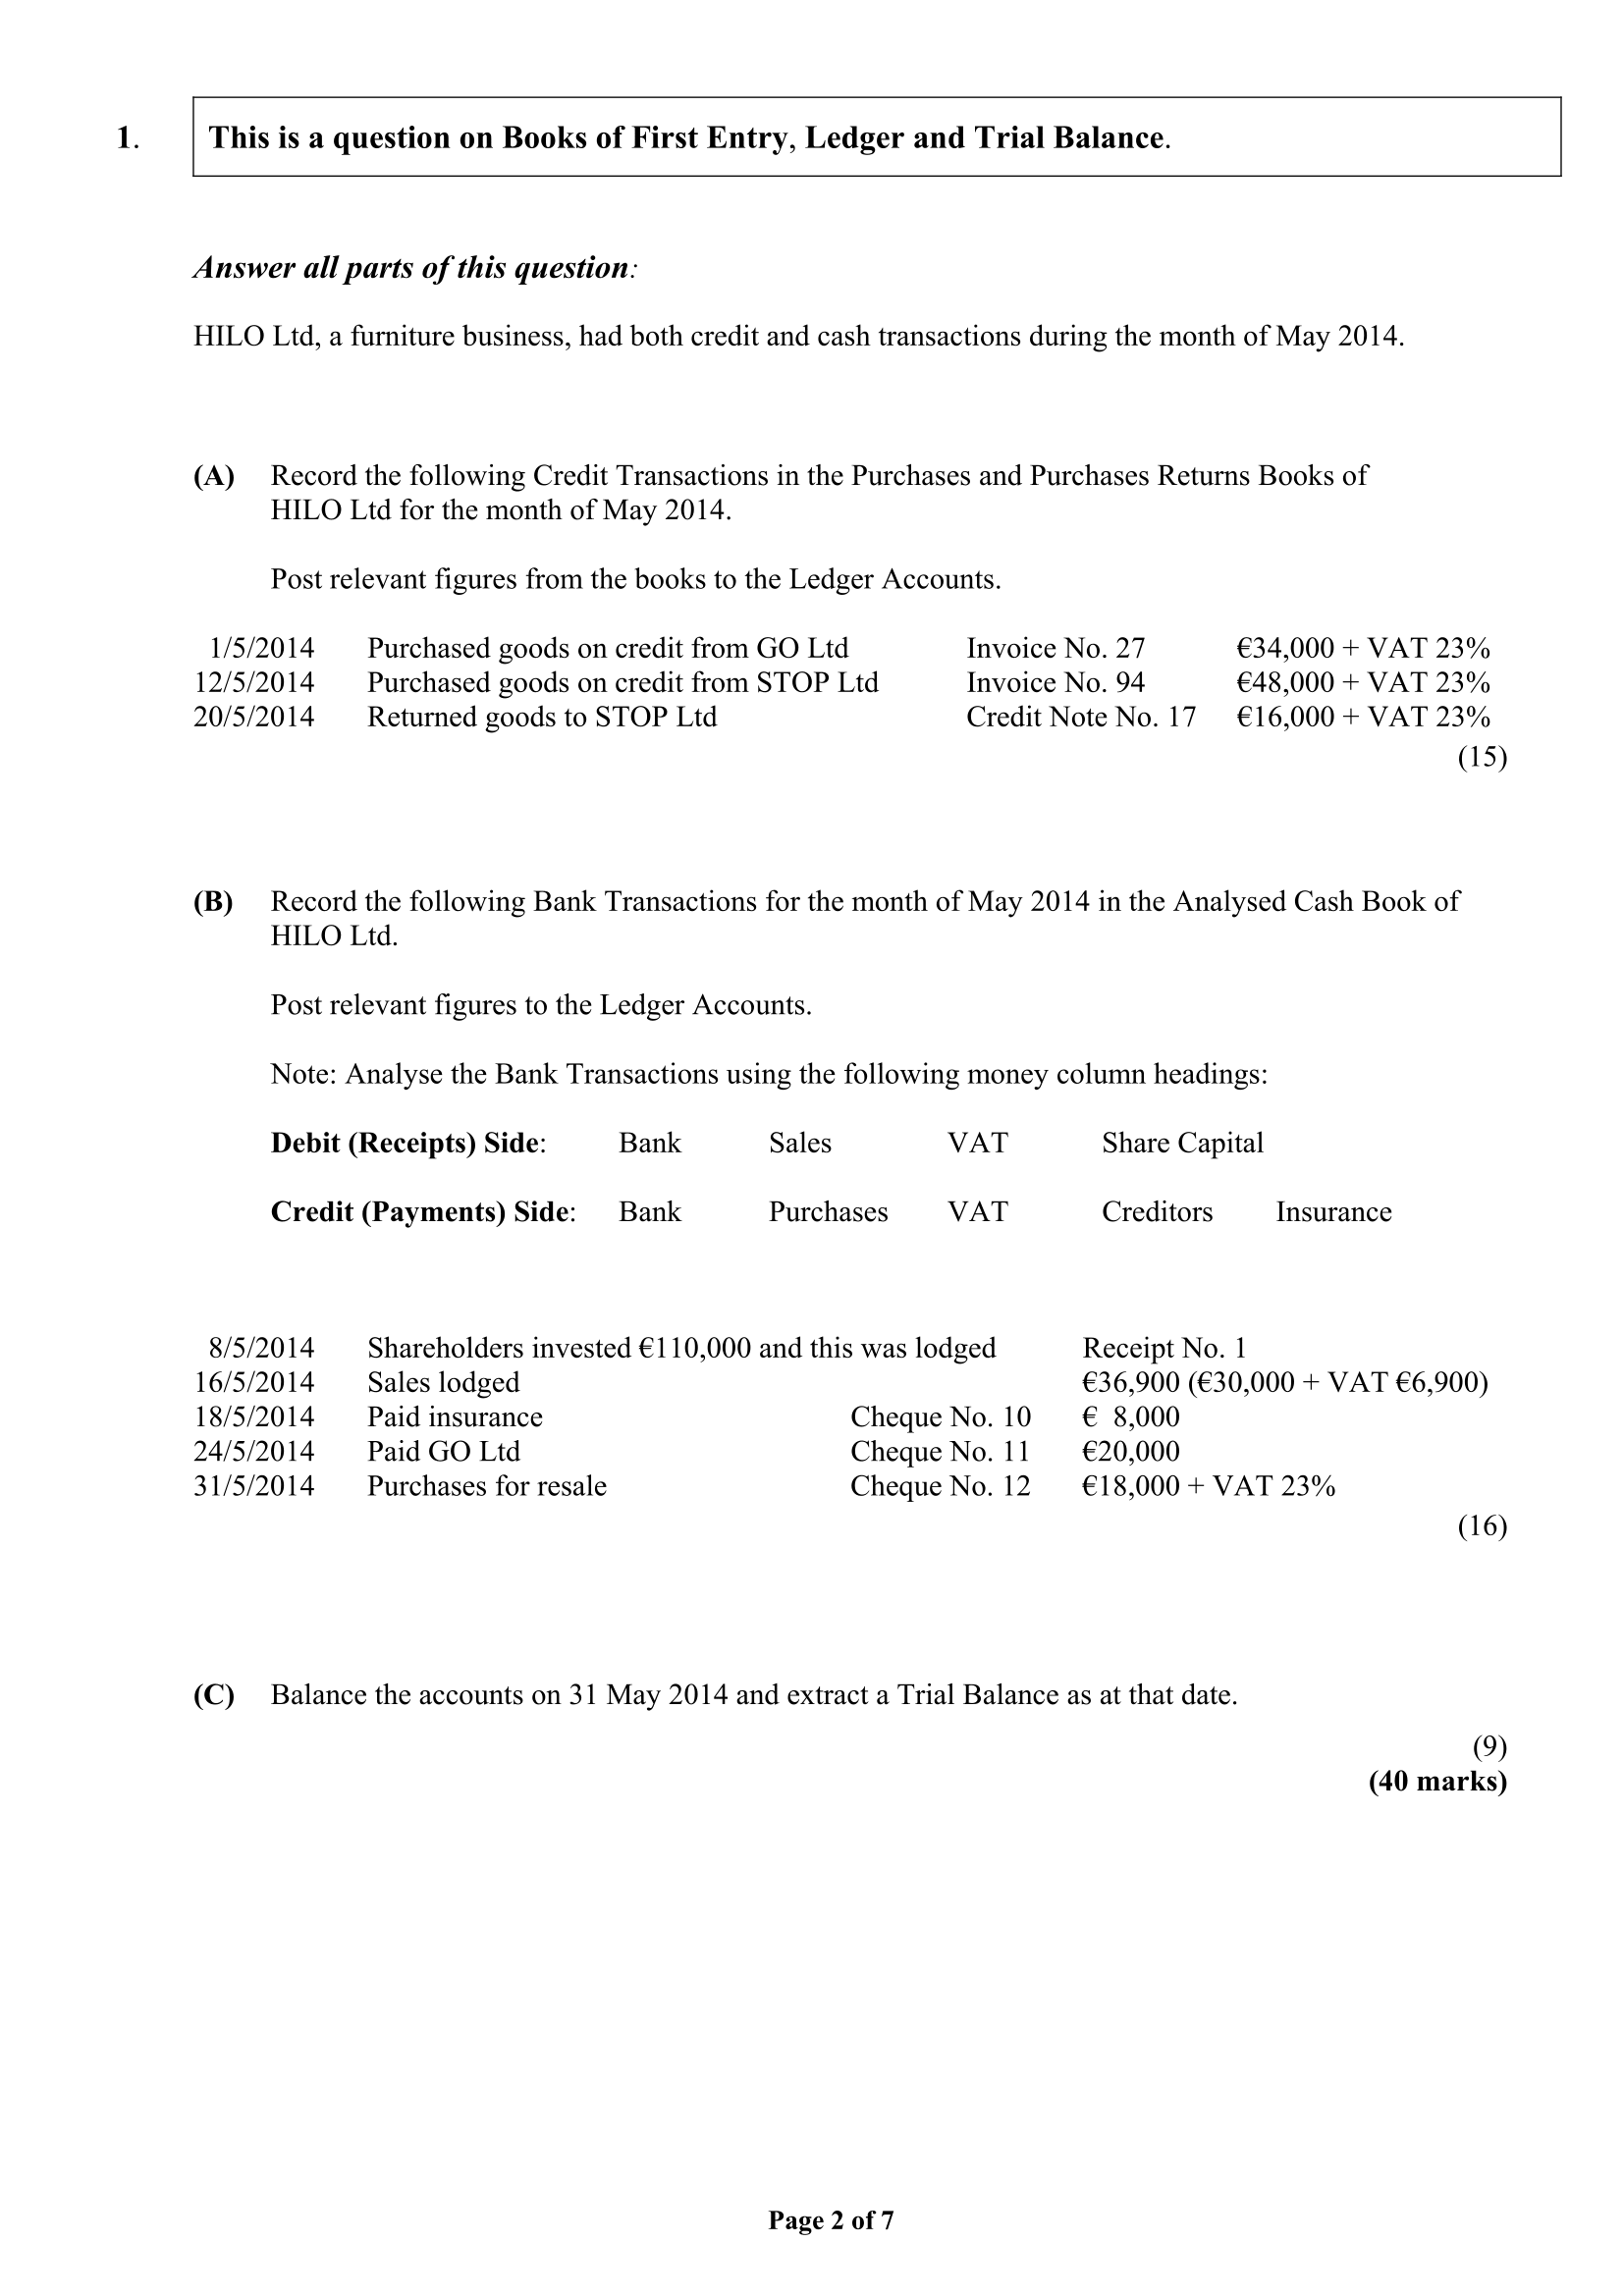 1. This is a question on Books of First Entry, Ledger and Trial Balance.
Answer all parts of this question:
HILO Ltd, a furniture business, had both credit and cash transactions during the month of May 2014.
(A) Record the following Credit Transactions in the Purchases and Purchases Returns Books of
HILO Ltd for the month of May 2014.
Post relevant figures from the books to the Ledger Accounts.
1/5/2014 Purchased goods on credit from GO Ltd Invoice No. 27 €34,000 + VAT 23%
12/5/2014 Purchased goods on credit from STOP Ltd Invoice No. 94 €48,000 + VAT 23%
20/5/2014 Returned goods to STOP Ltd Credit Note No. 17 €16,000 + VAT 23%
(15)
(B) Record the following Bank Transactions for the month of May 2014 in the Analysed Cash Book of
HILO Ltd.
Post relevant figures to the Ledger Accounts.
Note: Analyse the Bank Transactions using the following money column headings:
Debit (Receipts) Side: Bank Sales VAT Share Capital
Credit (Payments) Side: Bank Purchases VAT Creditors Insurance
8/5/2014 Shareholders invested €110,000 and this was lodged Receipt No. 1
16/5/2014 Sales lodged €36,900 (€30,000 + VAT €6,900)
18/5/2014 Paid insurance Cheque No. 10 € 8,000
24/5/2014 Paid GO Ltd Cheque No. 11 €20,000
31/5/2014 Purchases for resale Cheque No. 12 €18,000 + VAT 23%
(16)
(C) Balance the accounts on 31 May 2014 and extract a Trial Balance as at that date.
(9)
(40 marks)
Page 2 of 7